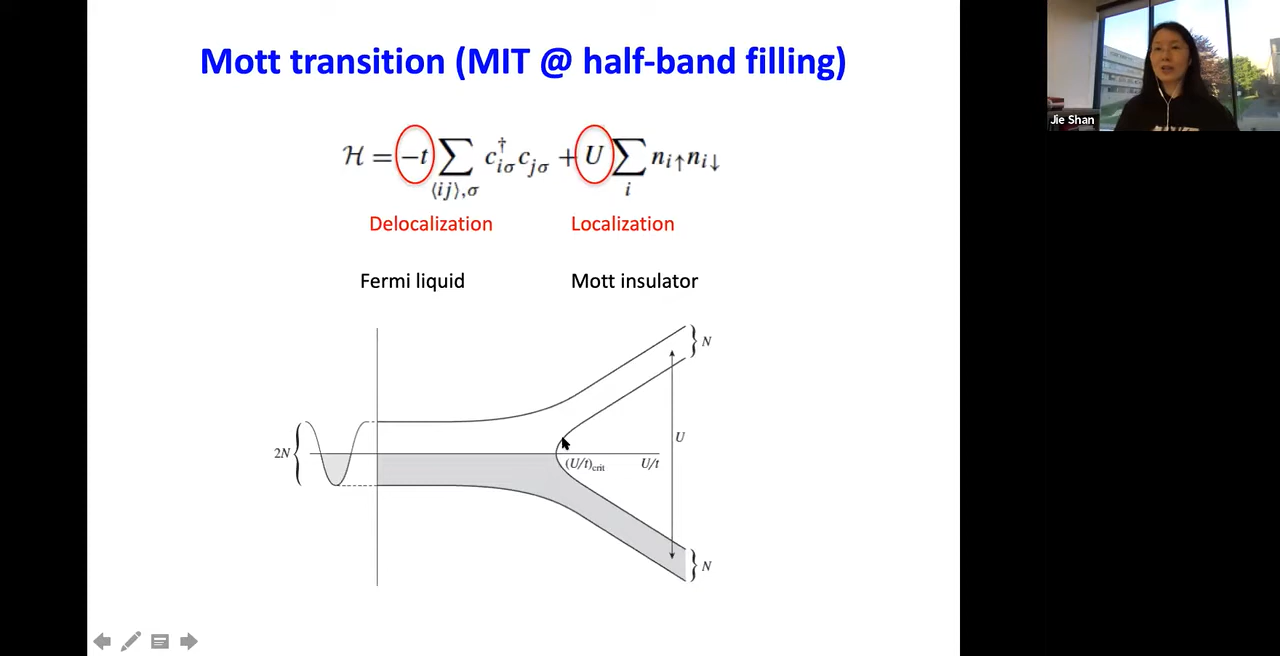 Mott transition (MIT @ half-band filling)
Jie Shan
ℋ = −t ∑⟨ij⟩,σ c†iσ cjσ + U ∑i ni↑ni↓
Delocalization Localization
Fermi liquid Mott insulator
N
U
2N
(U/t)crit U/t
N